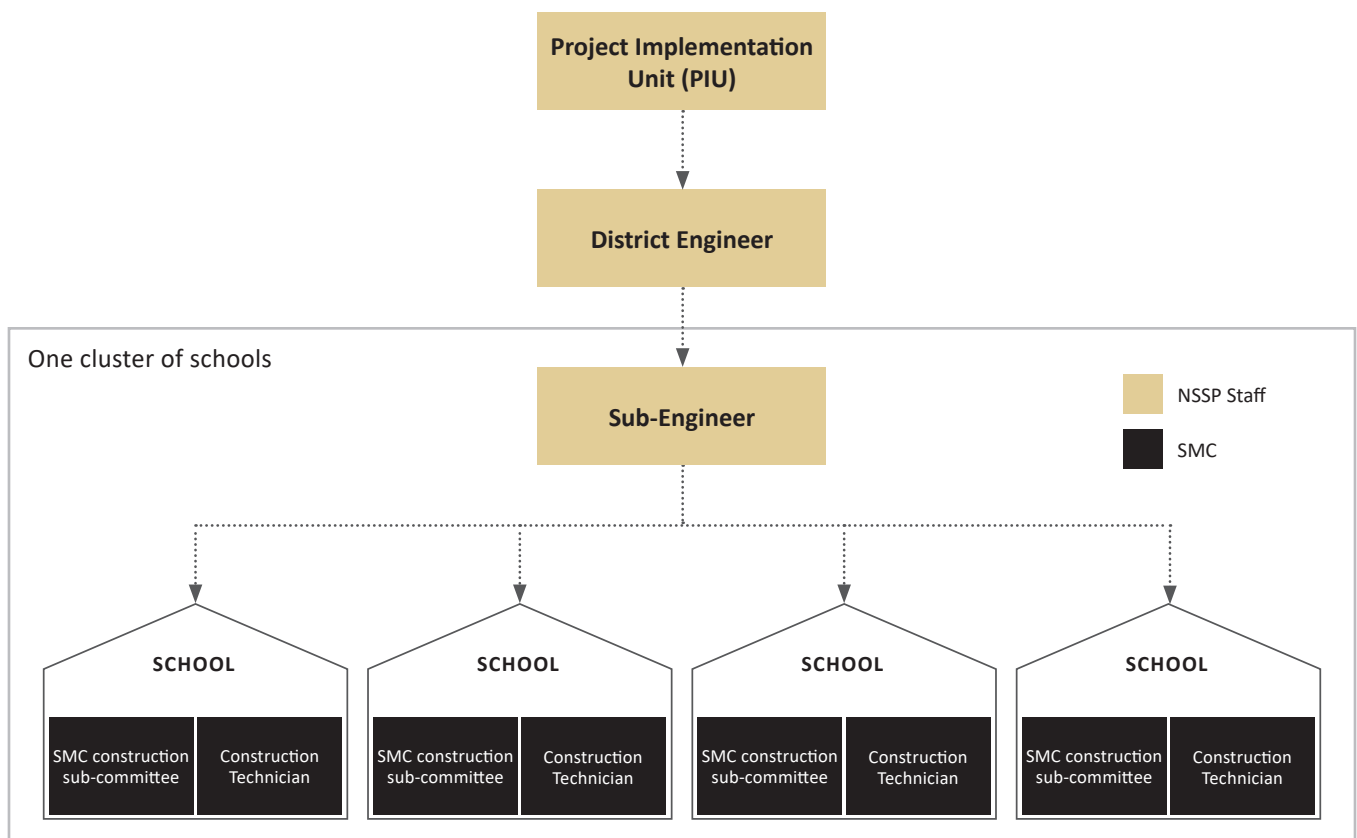 Project Implementation
Unit (PIU)
District Engineer
One cluster of schools
Sub-Engineer
NSSP Staff
SMC
SCHOOL
SCHOOL
SCHOOL
SCHOOL
SMC construction
sub-committee
Construction
Technician
SMC construction
sub-committee
Construction
Technician
SMC construction
sub-committee
Construction
Technician
SMC construction
sub-committee
Construction
Technician